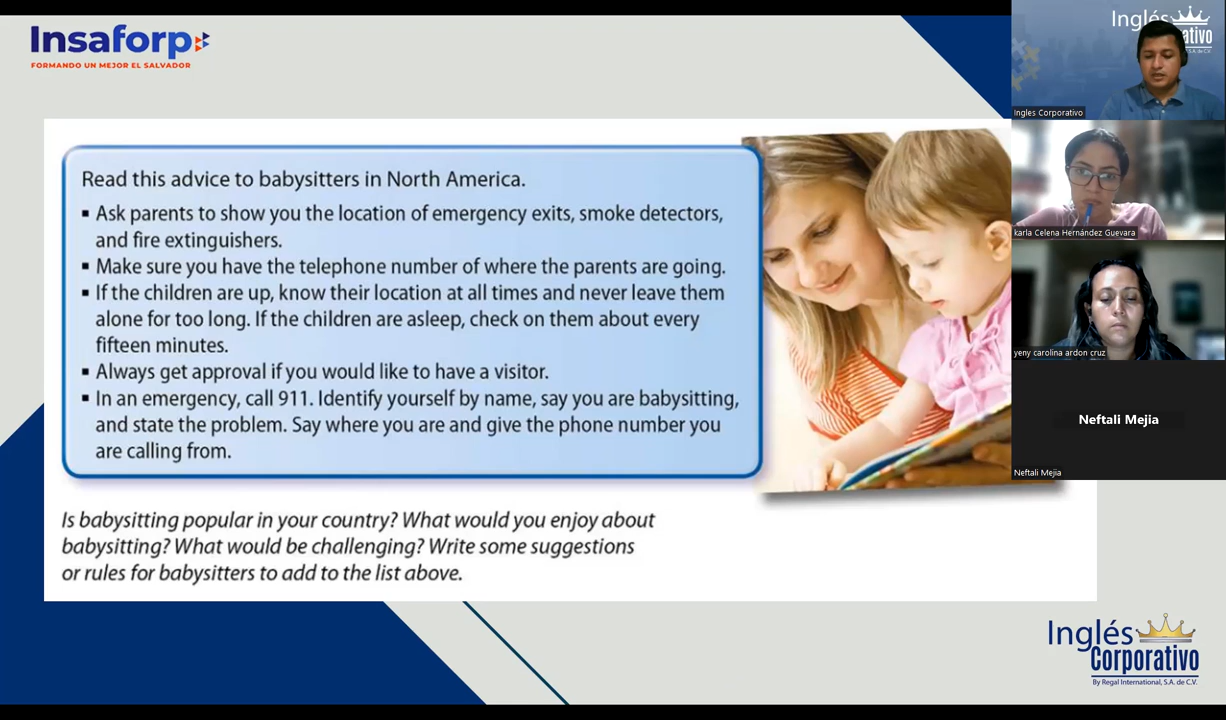 Insaforp
FORMANDO UN MEJOR EL SALVADOR
Read this advice to babysitters in North America.
▪ Ask parents to show you the location of emergency exits, smoke detectors,
and fire extinguishers.
▪ Make sure you have the telephone number of where the parents are going.
▪ If the children are up, know their location at all times and never leave them
alone for too long. If the children are asleep, check on them about every
fifteen minutes.
▪ Always get approval if you would like to have a visitor.
▪ In an emergency, call 911. Identify yourself by name, say you are babysitting,
and state the problem. Say where you are and give the phone number you
are calling from.
Is babysitting popular in your country? What would you enjoy about
babysitting? What would be challenging? Write some suggestions
or rules for babysitters to add to the list above.
Inglés
Ingles Corporativo
karla Celena Hernández Guevara
yeny carolina ardon cruz
Neftali Mejia
Neftali Mejia
Inglés
Corporativo
By Regal International, S.A. de C.V.